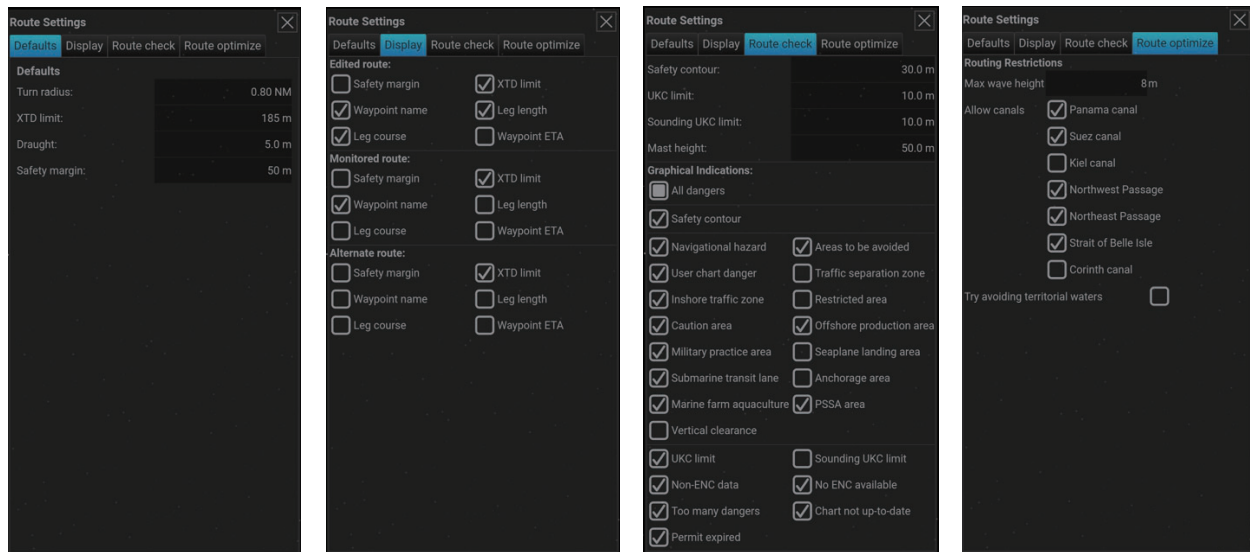 Route Settings
Defaults Display Route check Route optimize
Defaults
Turn radius: 0.80 NM
XTD limit: 185 m
Draught: 5.0 m
Safety margin: 50 m
Route Settings
Defaults Display Route check Route optimize
Edited route:
Safety margin XTD limit
Waypoint name Leg length
Leg course Waypoint ETA
Monitored route:
Safety margin XTD limit
Waypoint name Leg length
Leg course Waypoint ETA
Alternate route:
Safety margin XTD limit
Waypoint name Leg length
Leg course Waypoint ETA
Route Settings
Defaults Display Route check Route optimize
Safety contour: 30.0 m
UKC limit: 10.0 m
Sounding UKC limit: 10.0 m
Mast height: 50.0 m
Graphical Indications:
All dangers
Safety contour
Navigational hazard Areas to be avoided
User chart danger Traffic separation zone
Inshore traffic zone Restricted area
Caution area Offshore production area
Military practice area Seaplane landing area
Submarine transit lane Anchorage area
Marine farm aquaculture PSSA area
Vertical clearance
UKC limit Sounding UKC limit
Non-ENC data No ENC available
Too many dangers Chart not up-to-date
Permit expired
Route Settings
Defaults Display Route check Route optimize
Routing Restrictions
Max wave height 8 m
Allow canals Panama canal
Suez canal
Kiel canal
Northwest Passage
Northeast Passage
Strait of Belle Isle
Corinth canal
Try avoiding territorial waters